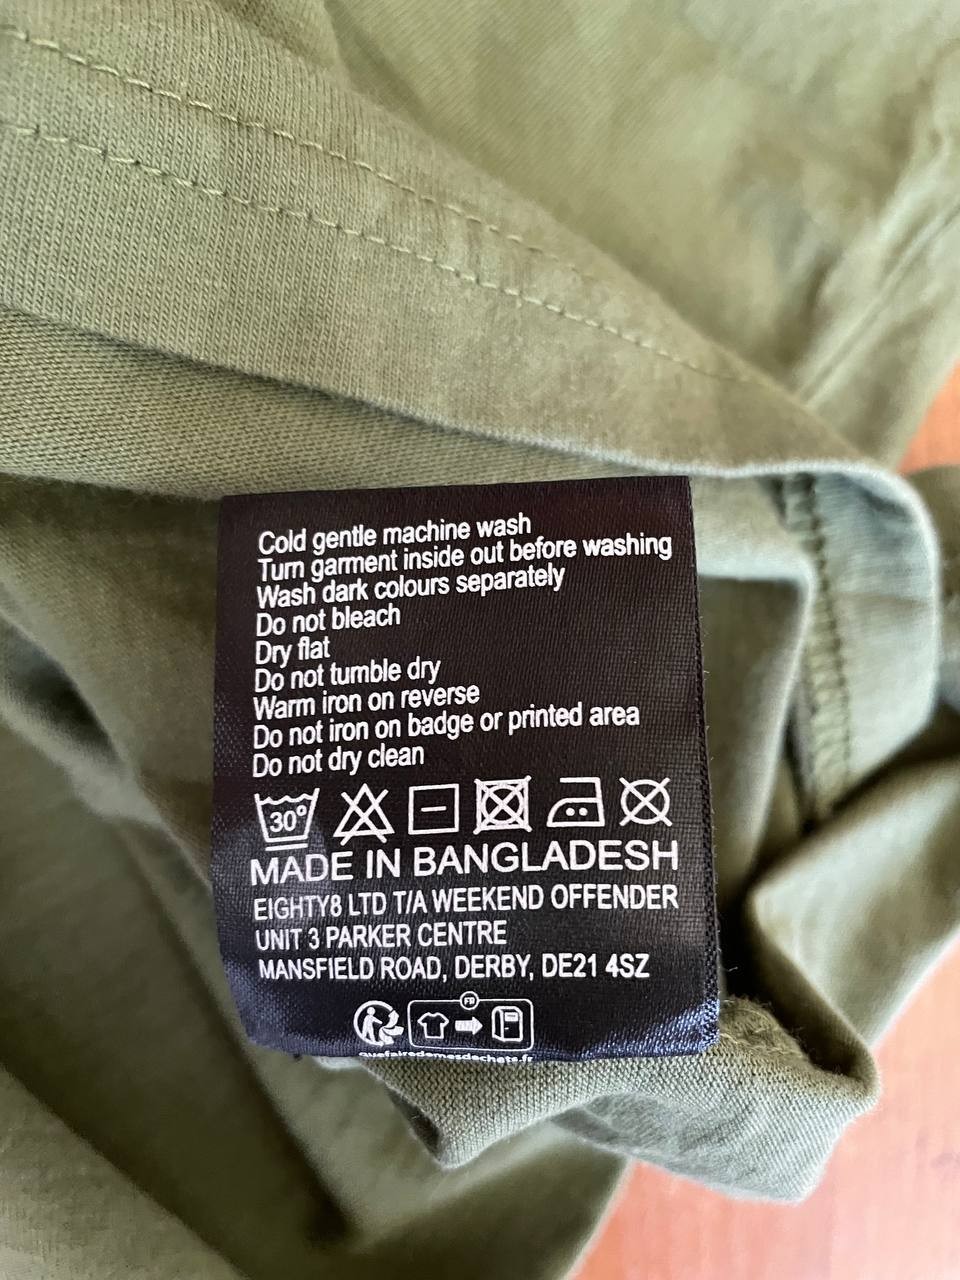 Cold gentle machine wash
Turn garment inside out before washing
Wash dark colours separately
Do not bleach
Dry flat
Do not tumble dry
Warm iron on reverse
Do not iron on badge or printed area
Do not dry clean
30°
MADE IN BANGLADESH
EIGHTY8 LTD T/A WEEKEND OFFENDER
UNIT 3 PARKER CENTRE
MANSFIELD ROAD, DERBY, DE21 4SZ
FR
quefairedemesdechets.fr